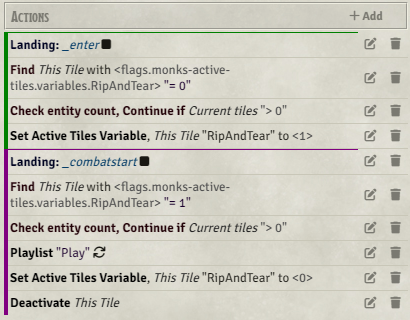 ACTIONS + Add
Landing: _enter
Find This Tile with <flags.monks-active-
tiles.variables.RipAndTear> "= 0"
Check entity count, Continue if Current tiles "> 0"
Set Active Tiles Variable, This Tile "RipAndTear" to <1>
Landing: _combatstart
Find This Tile with <flags.monks-active-
tiles.variables.RipAndTear> "= 1"
Check entity count, Continue if Current tiles "> 0"
Playlist "Play"
Set Active Tiles Variable, This Tile "RipAndTear" to <0>
Deactivate This Tile